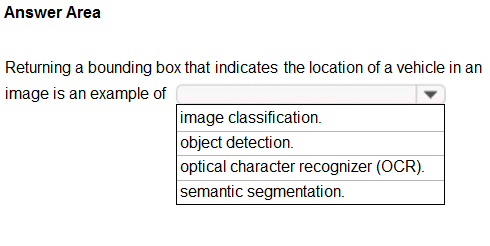 Answer Area
Returning a bounding box that indicates the location of a vehicle in an
image is an example of
image classification.
object detection.
optical character recognizer (OCR).
semantic segmentation.